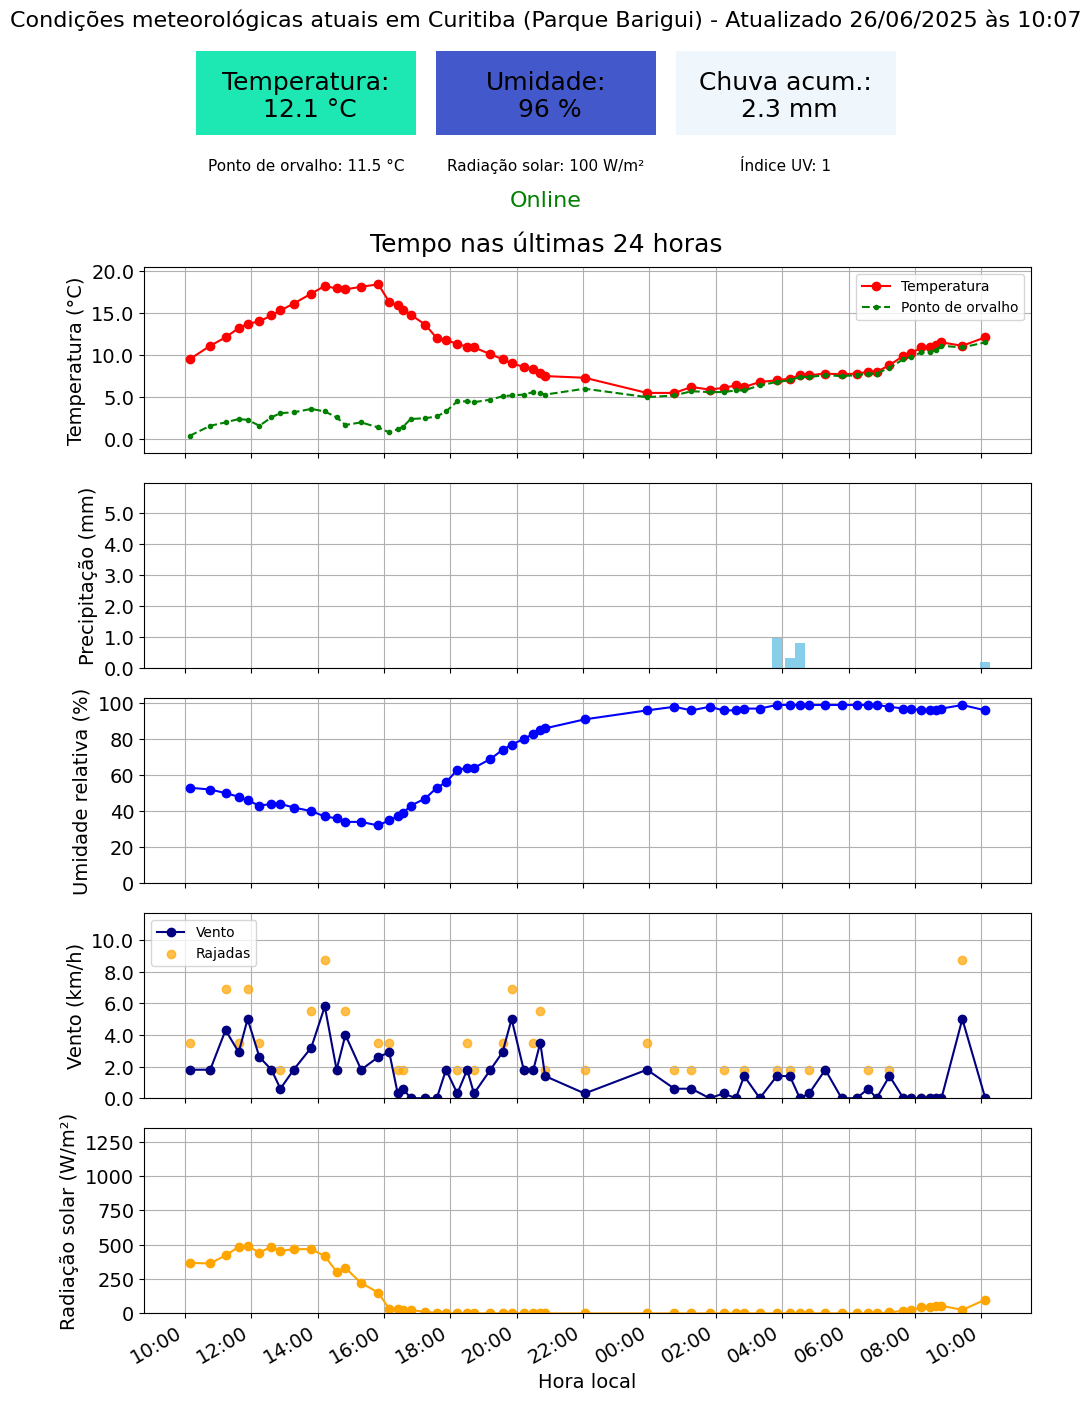 Condições meteorológicas atuais em Curitiba (Parque Barigui) - Atualizado 26/06/2025 às 10:07
Temperatura:
12.1 °C
Umidade:
96 %
Chuva acum.:
2.3 mm
Ponto de orvalho: 11.5 °C
Radiação solar: 100 W/m²
Índice UV: 1
Online
Tempo nas últimas 24 horas
Temperatura (°C)
20.0
15.0
10.0
5.0
0.0
Temperatura
Ponto de orvalho
Precipitação (mm)
5.0
4.0
3.0
2.0
1.0
0.0
Umidade relativa (%)
100
80
60
40
20
0
Vento (km/h)
10.0
8.0
6.0
4.0
2.0
0.0
Vento
Rajadas
Radiação solar (W/m²)
1250
1000
750
500
250
0
10:00
12:00
14:00
16:00
18:00
20:00
22:00
00:00
02:00
04:00
06:00
08:00
10:00
Hora local